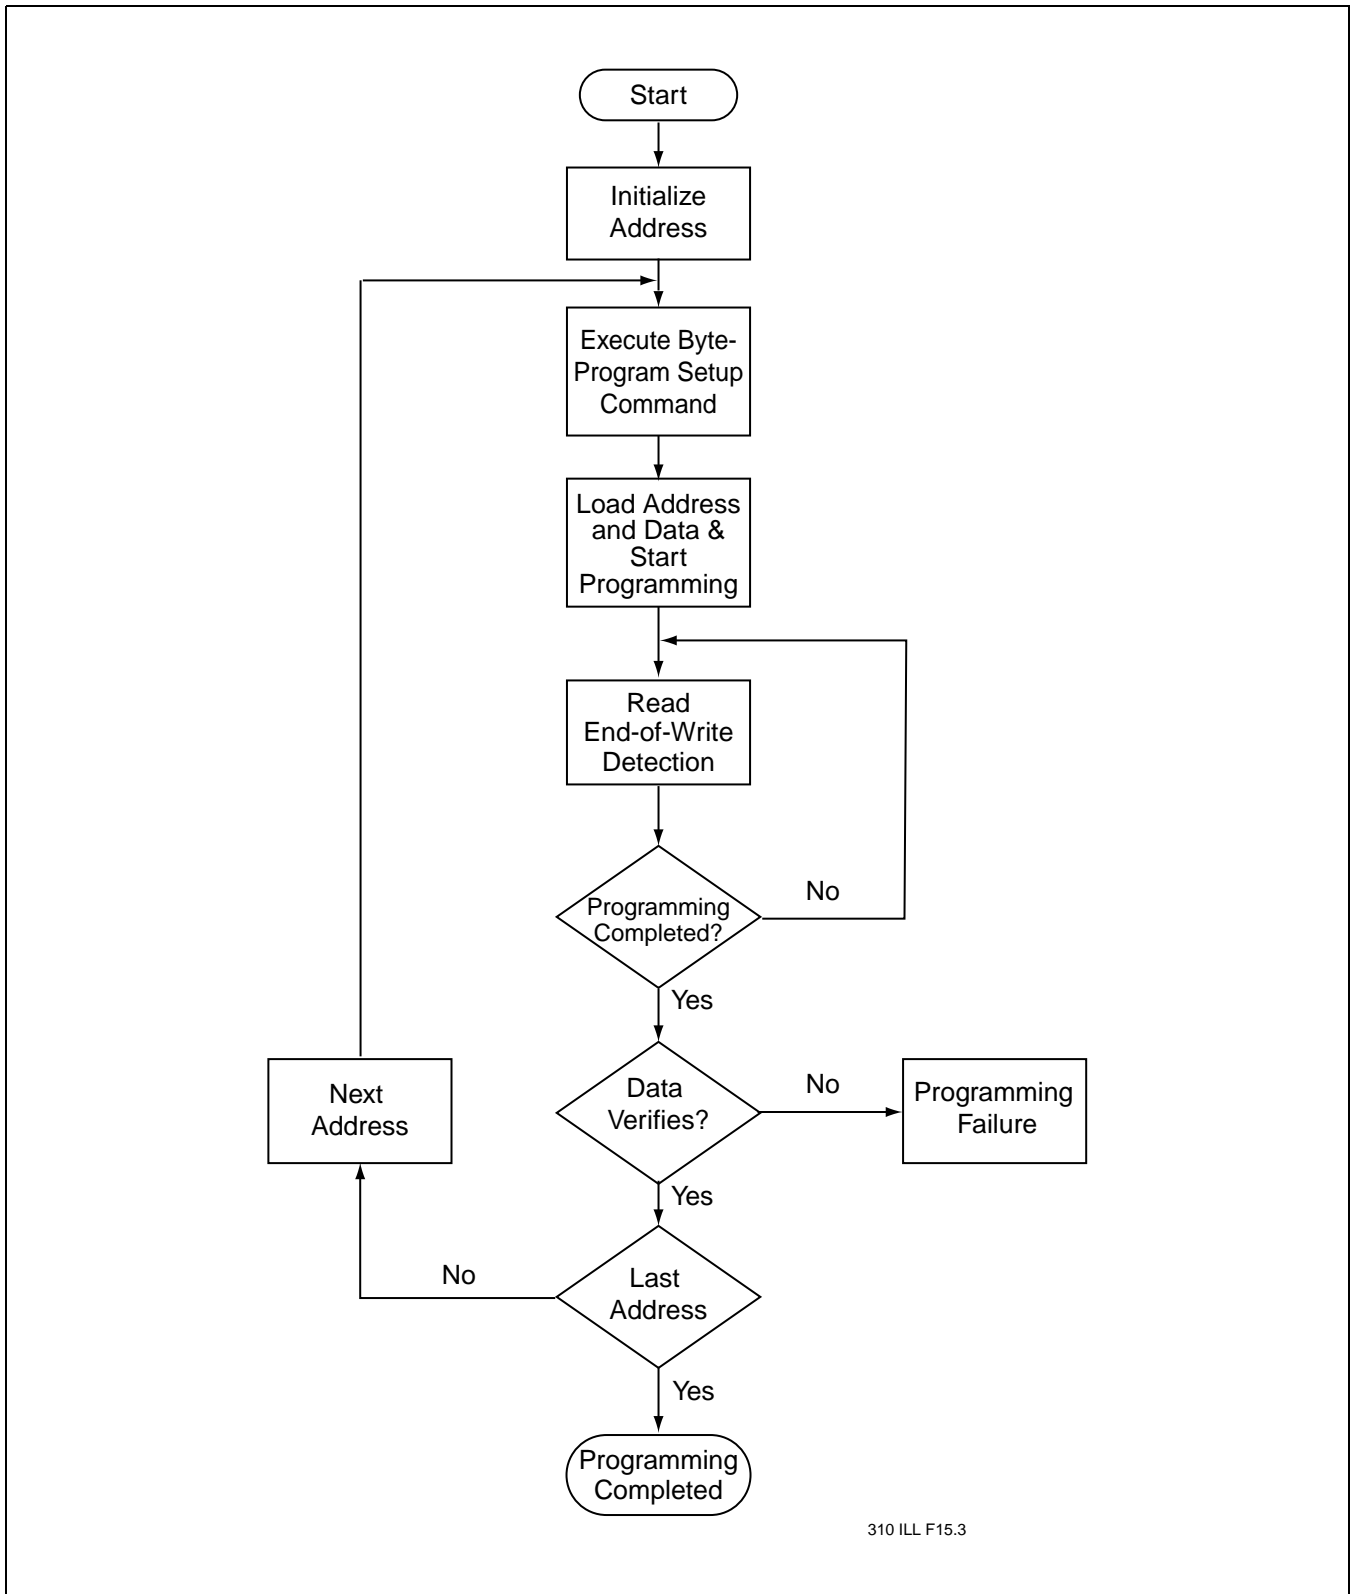 Start
Initialize
Address
Execute Byte-
Program Setup
Command
Load Address
and Data &
Start
Programming
Read
End-of-Write
Detection
Programming
Completed?
No
Yes
Next
Address
Data
Verifies?
No
Programming
Failure
Yes
Last
Address
No
Yes
Programming
Completed
310 ILL F15.3